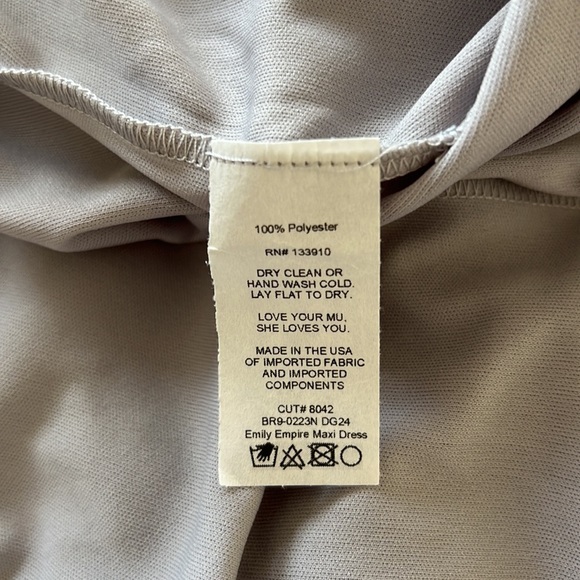 100% Polyester
RN# 133910
DRY CLEAN OR
HAND WASH COLD.
LAY FLAT TO DRY.
LOVE YOUR MU,
SHE LOVES YOU.
MADE IN THE USA
OF IMPORTED FABRIC
AND IMPORTED
COMPONENTS
CUT# 8042
BR9-0223N DG24
Emily Empire Maxi Dress